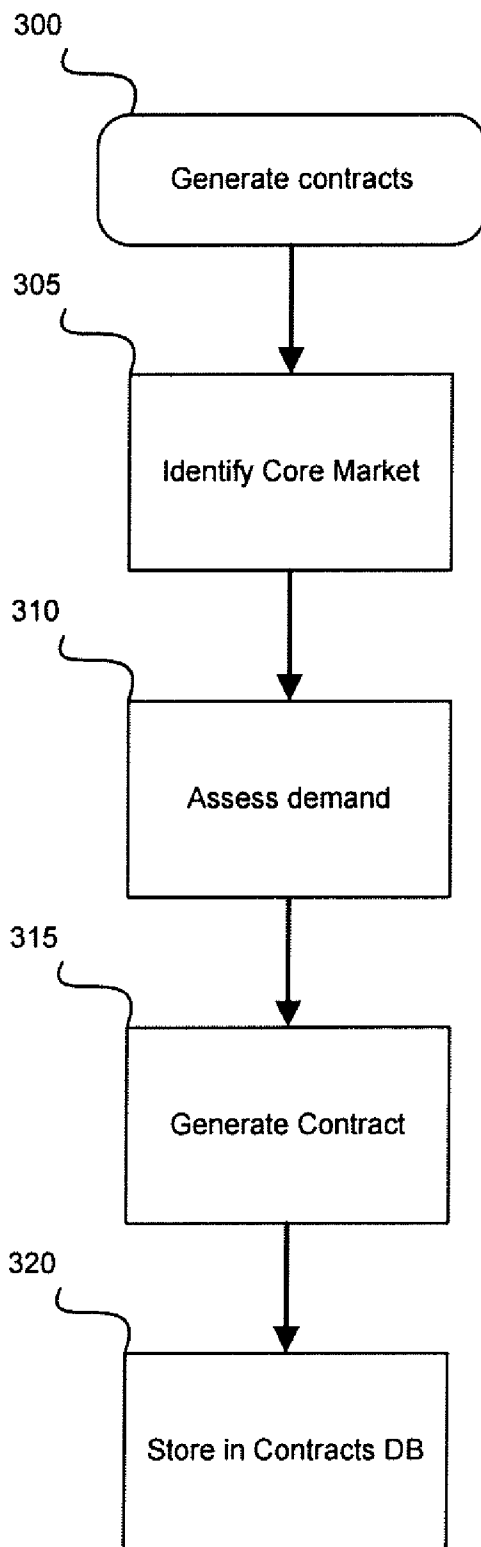 300
Generate contracts
305
Identify Core Market
310
Assess demand
315
Generate Contract
320
Store in Contracts DB